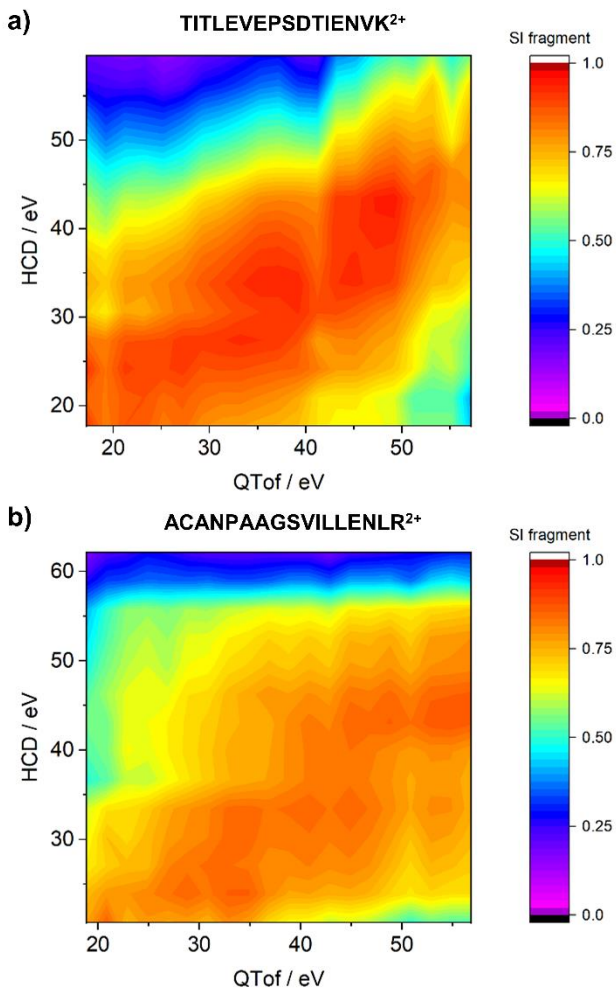 a)
TITLEVEPSDTIENVK2+
SI fragment
1.0
0.75
0.50
0.25
0.0
HCD / eV
50
40
30
20
20
30
40
50
QTof / eV
b)
ACANPAAGSVILLENLR2+
SI fragment
1.0
0.75
0.50
0.25
0.0
HCD / eV
60
50
40
30
20
30
40
50
QTof / eV